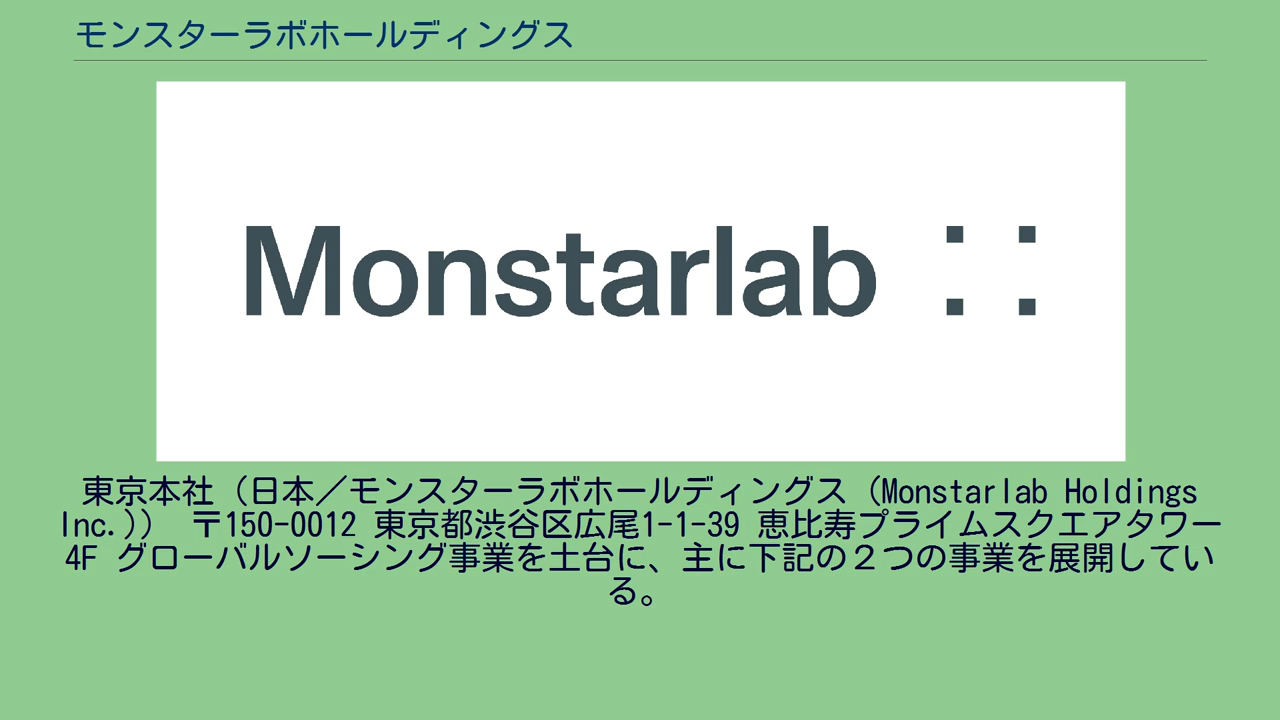 モンスターラボホールディングス
Monstarlab
東京本社（日本／モンスターラボホールディングス（Monstarlab Holdings
Inc.）） 〒150-0012 東京都渋谷区広尾1-1-39 恵比寿プライムスクエアタワー
4F グローバルソーシング事業を土台に、主に下記の２つの事業を展開してい
る。